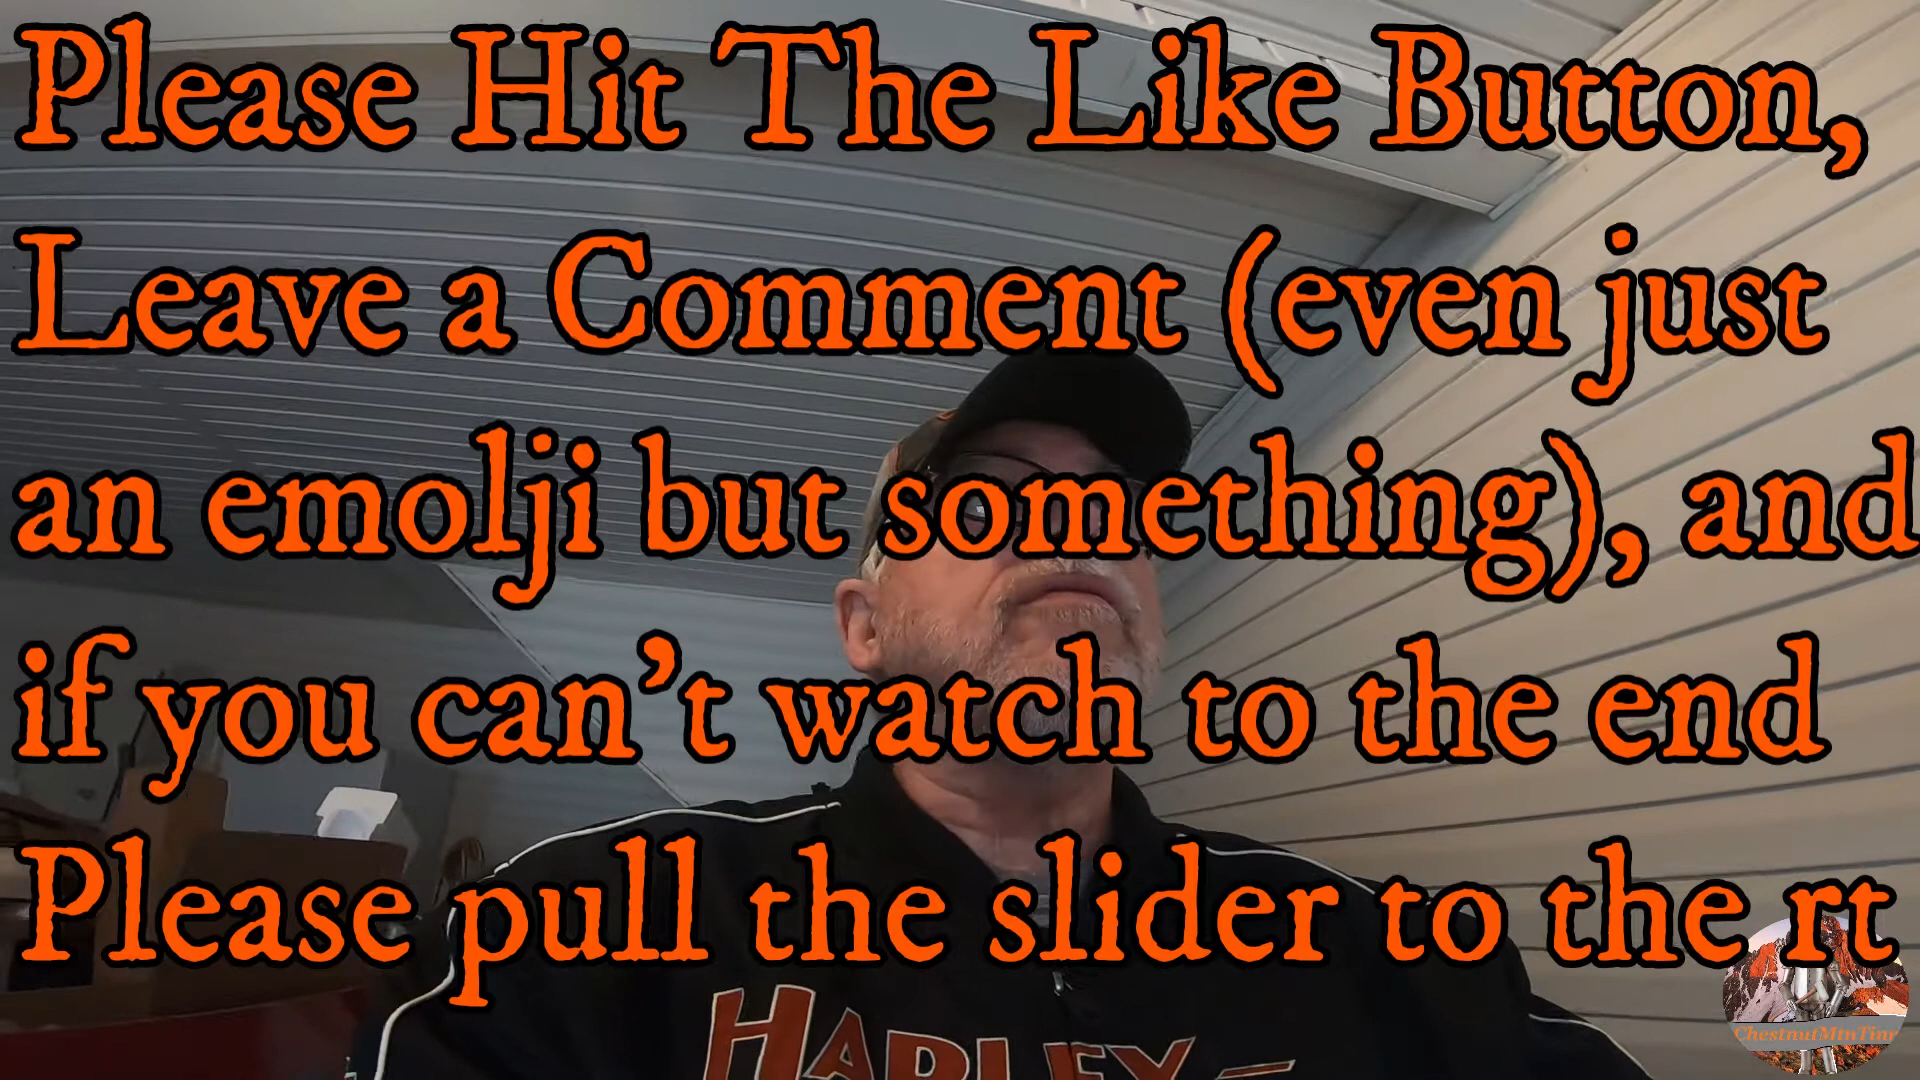 Please Hit The Like Button,
Leave a Comment (even just
an emolji but something), and
if you can't watch to the end
Please pull the slider to the rt
HARLEY